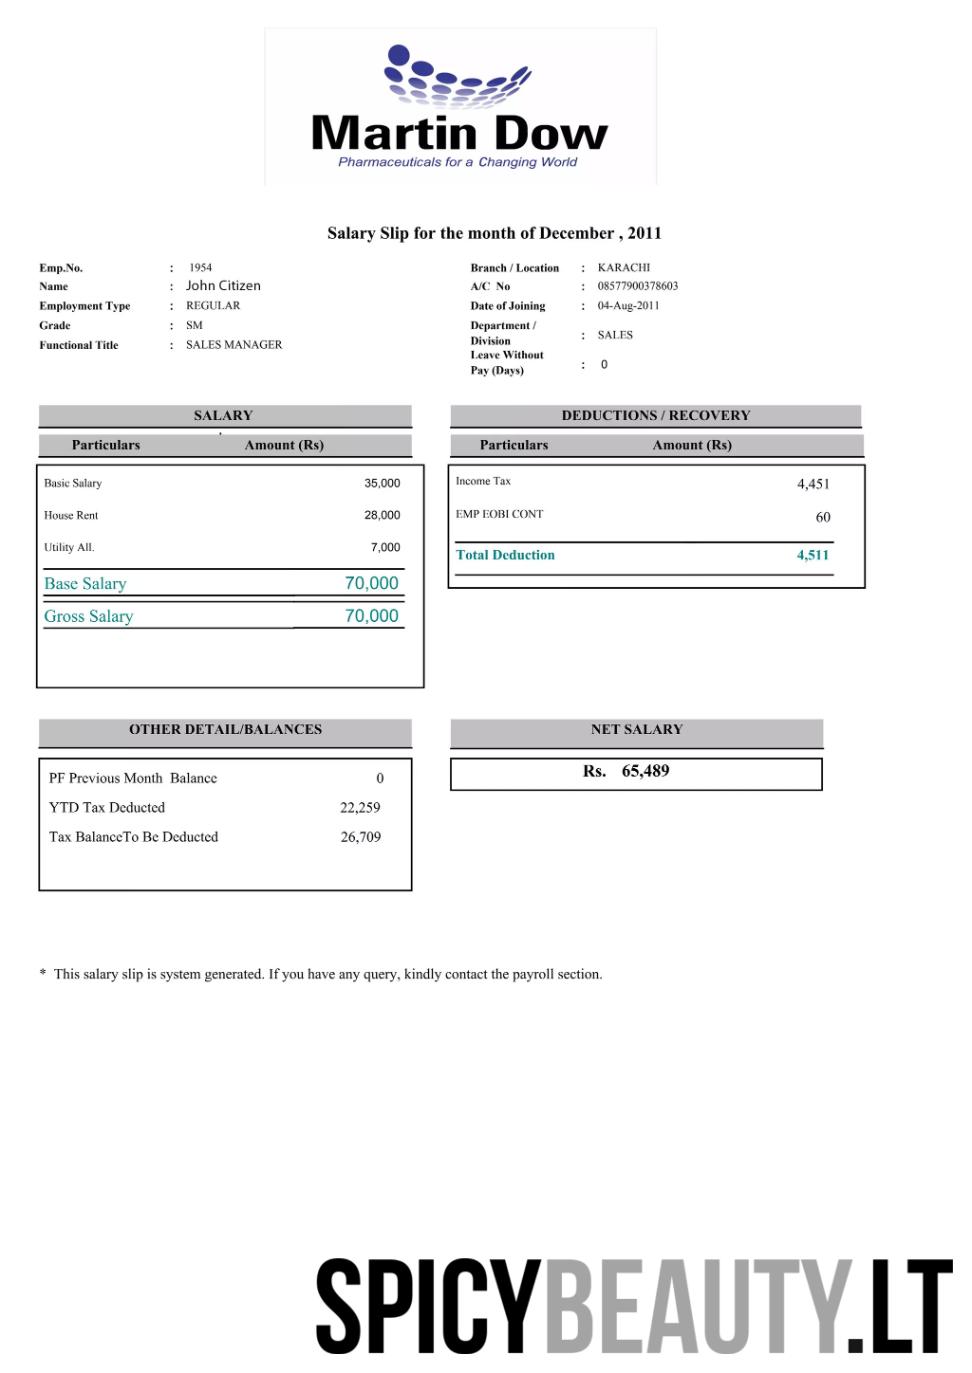 Martin Dow
Pharmaceuticals for a Changing World
Salary Slip for the month of December , 2011
Emp.No. : 1954
Name : John Citizen
Employment Type : REGULAR
Grade : SM
Functional Title : SALES MANAGER
Branch / Location : KARACHI
A/C No : 08577900378603
Date of Joining : 04-Aug-2011
Department /
Division : SALES
Leave Without
Pay (Days) : 0
SALARY
Particulars Amount (Rs)
Basic Salary 35,000
House Rent 28,000
Utility All. 7,000
Base Salary 70,000
Gross Salary 70,000
DEDUCTIONS / RECOVERY
Particulars Amount (Rs)
Income Tax 4,451
EMP EOBI CONT 60
Total Deduction 4,511
OTHER DETAIL/BALANCES
PF Previous Month Balance 0
YTD Tax Deducted 22,259
Tax BalanceTo Be Deducted 26,709
NET SALARY
Rs. 65,489
* This salary slip is system generated. If you have any query, kindly contact the payroll section.
SPICYBEAUTY.LT